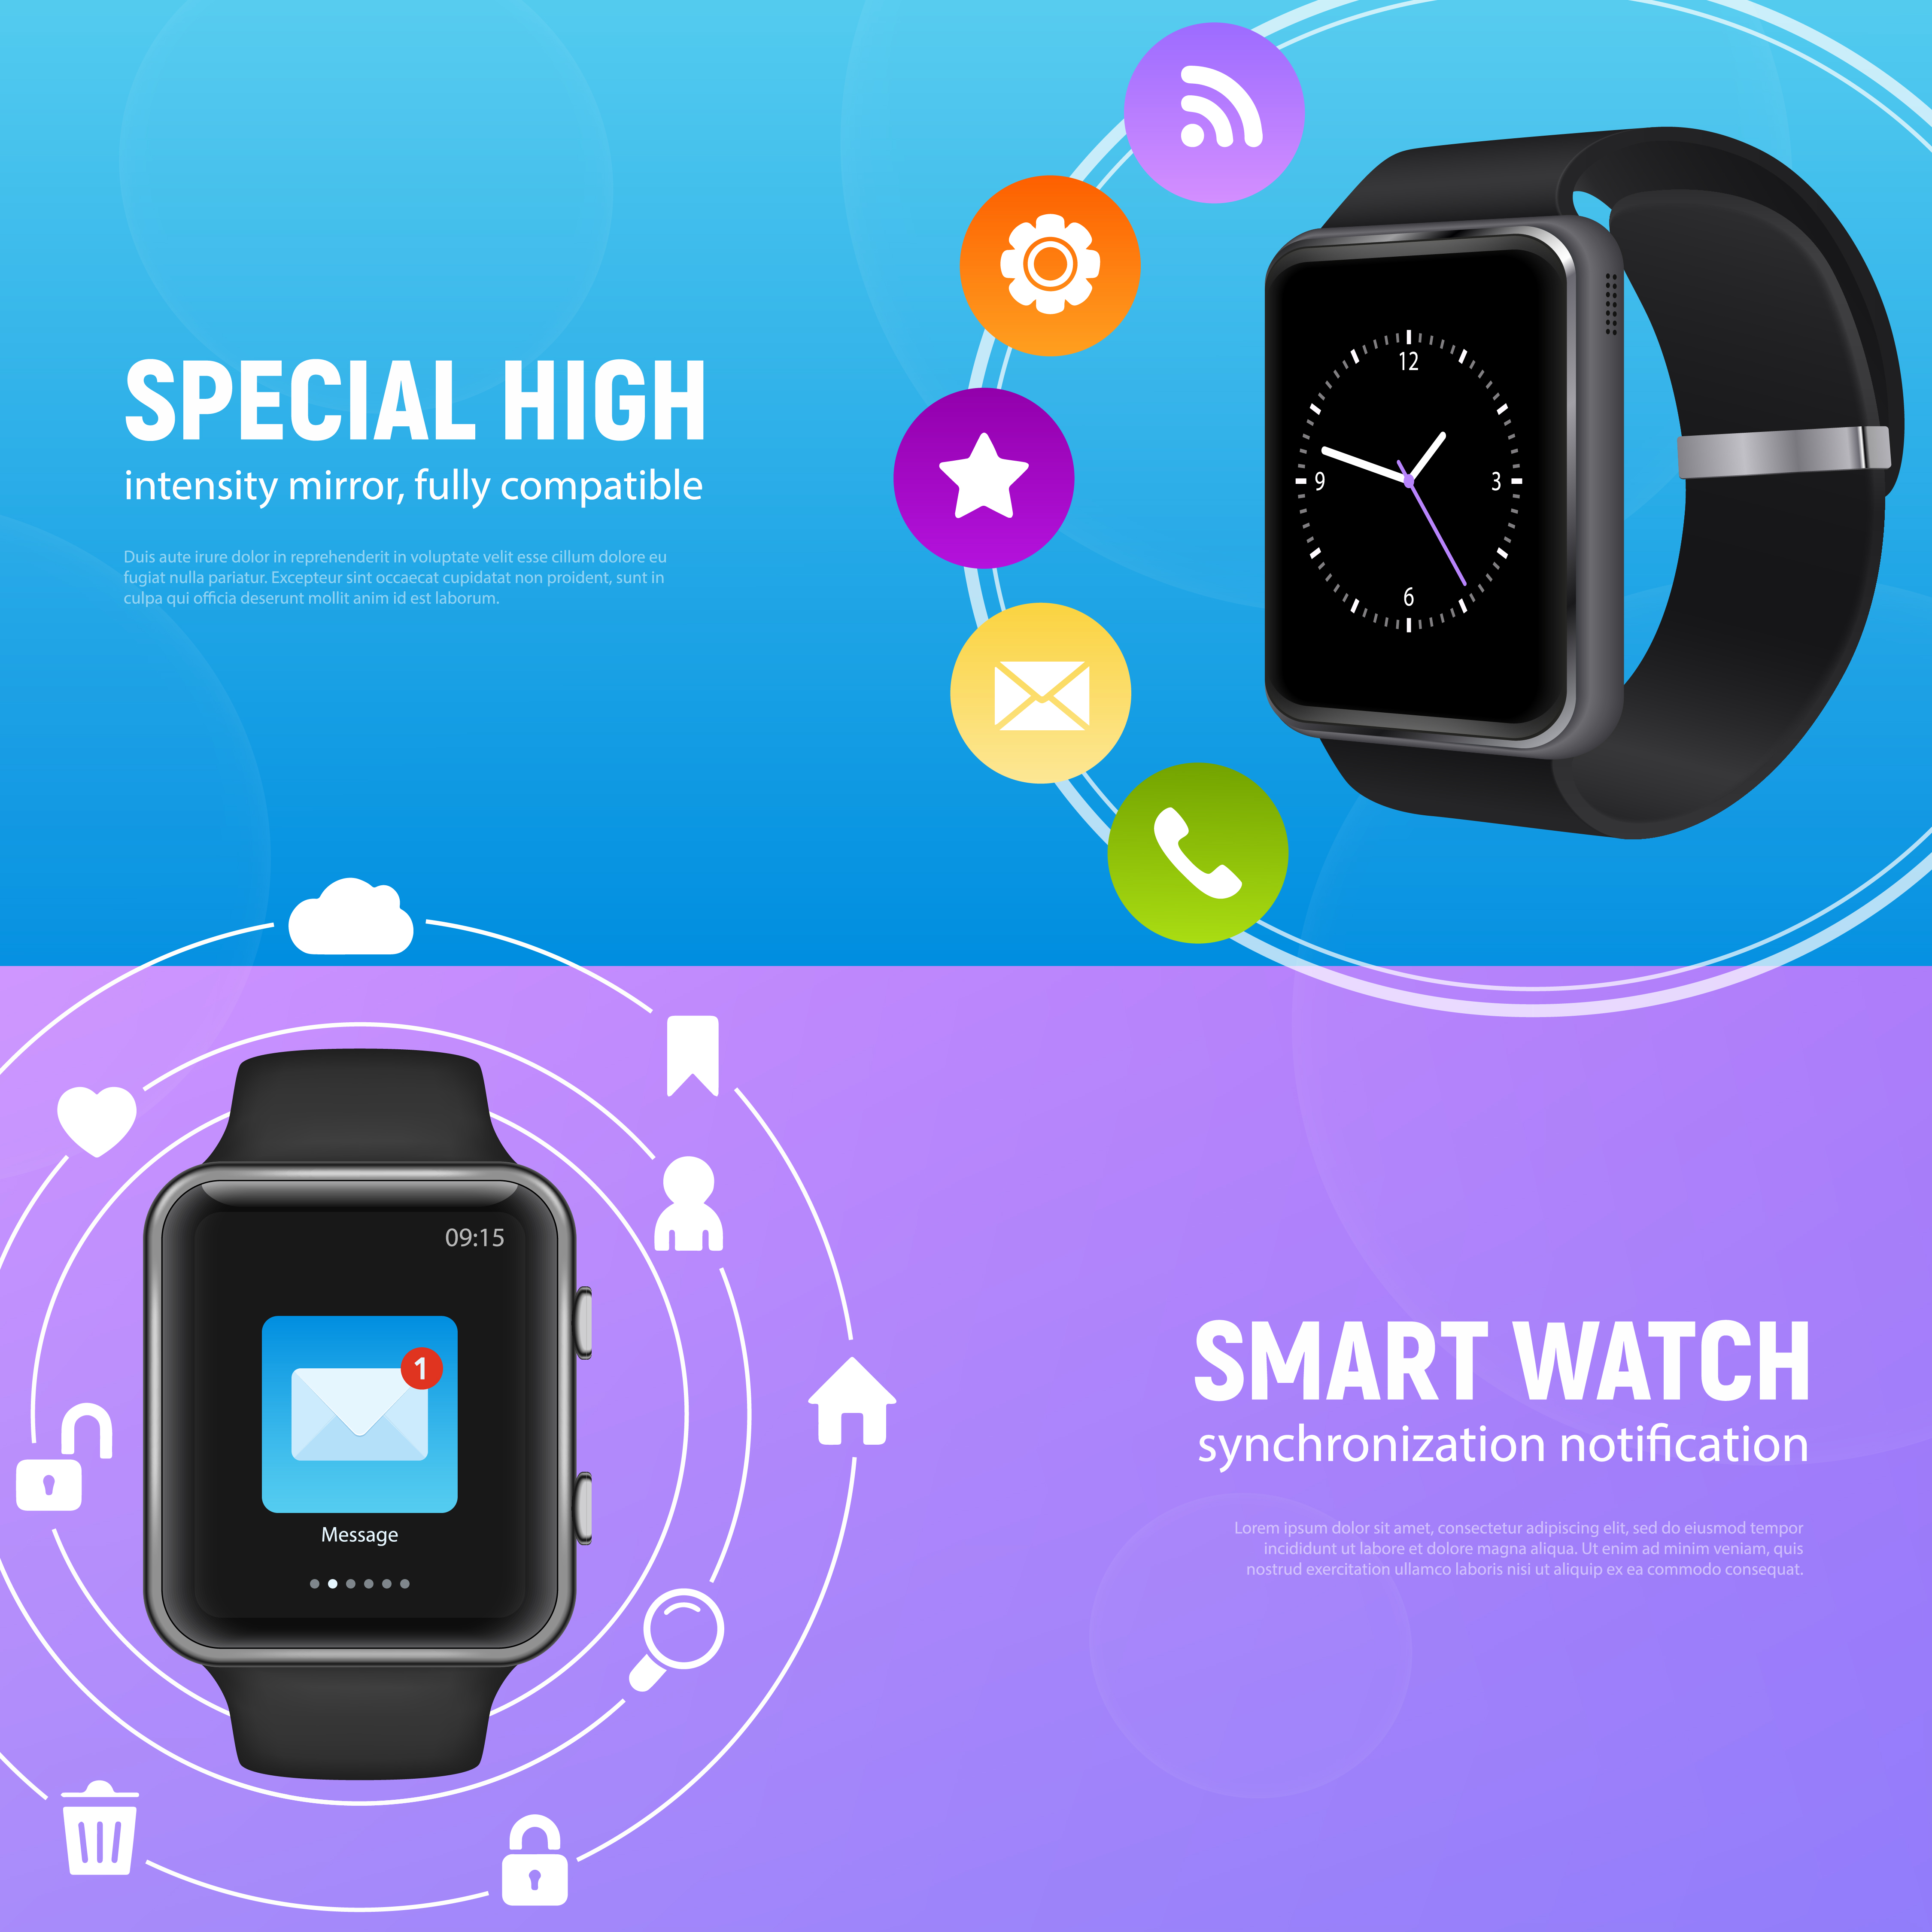 SPECIAL HIGH
intensity mirror, fully compatible
Duis aute irure dolor in reprehenderit in voluptate velit esse cillum dolore eu
fugiat nulla pariatur. Excepteur sint occaecat cupidatat non proident, sunt in
culpa qui officia deserunt mollit anim id est laborum.
12
9
3
6
09:15
1
Message
SMART WATCH
synchronization notification
Lorem ipsum dolor sit amet, consectetur adipiscing elit, sed do eiusmod tempor
incididunt ut labore et dolore magna aliqua. Ut enim ad minim veniam, quis
nostrud exercitation ullamco laboris nisi ut aliquip ex ea commodo consequat.